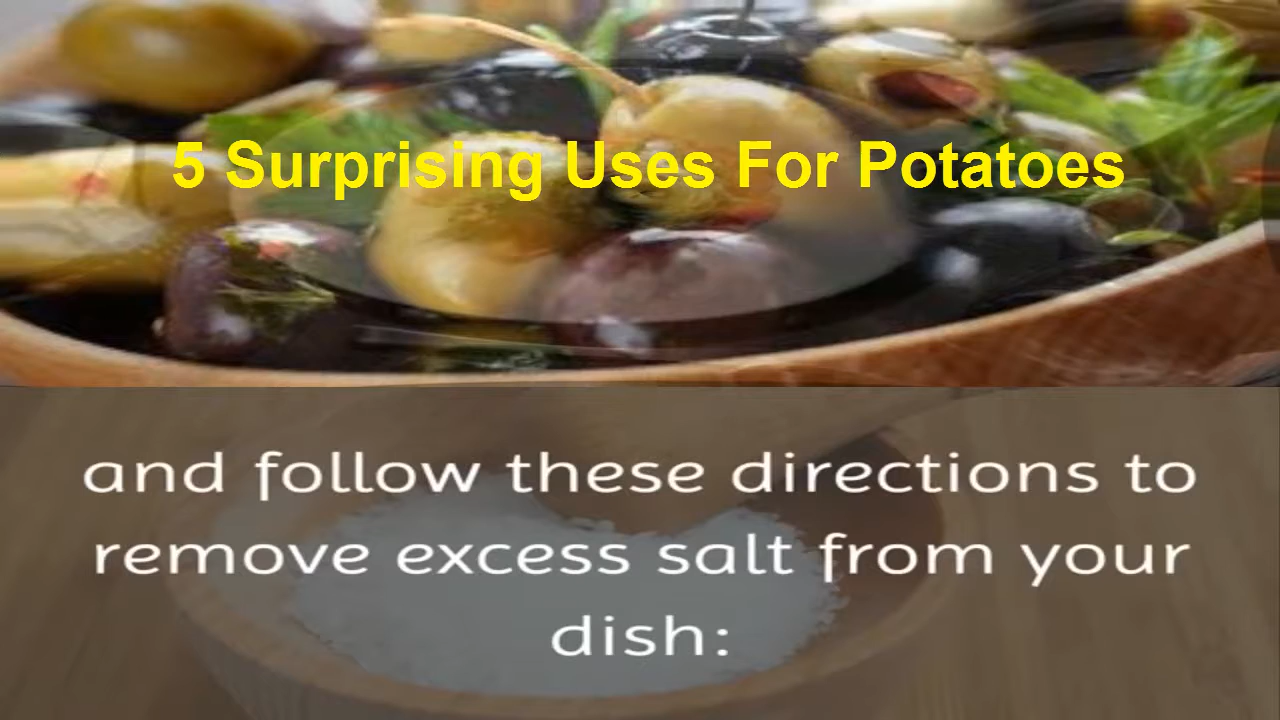 5 Surprising Uses For Potatoes
and follow these directions to
remove excess salt from your
dish: